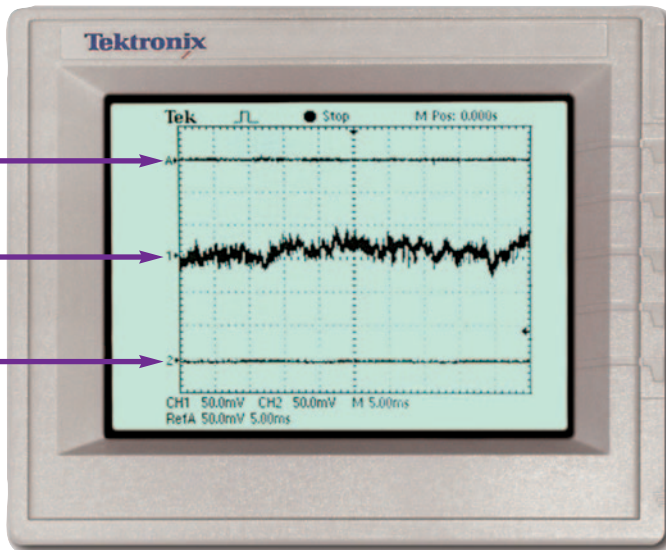 Tektronix
Tek Stop M Pos: 0.000s
A
1
2
CH1 50.0mV CH2 50.0mV M 5.00ms
RefA 50.0mV 5.00ms